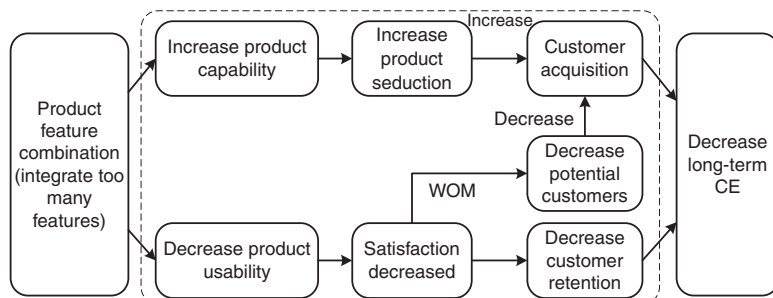 Product
feature
combination
(integrate too
many
features)
Increase product
capability
Increase
product
seduction
Increase
Customer
acquisition
Decrease
Decrease
potential
customers
WOM
Decrease product
usability
Satisfaction
decreased
Decrease
customer
retention
Decrease
long-term
CE